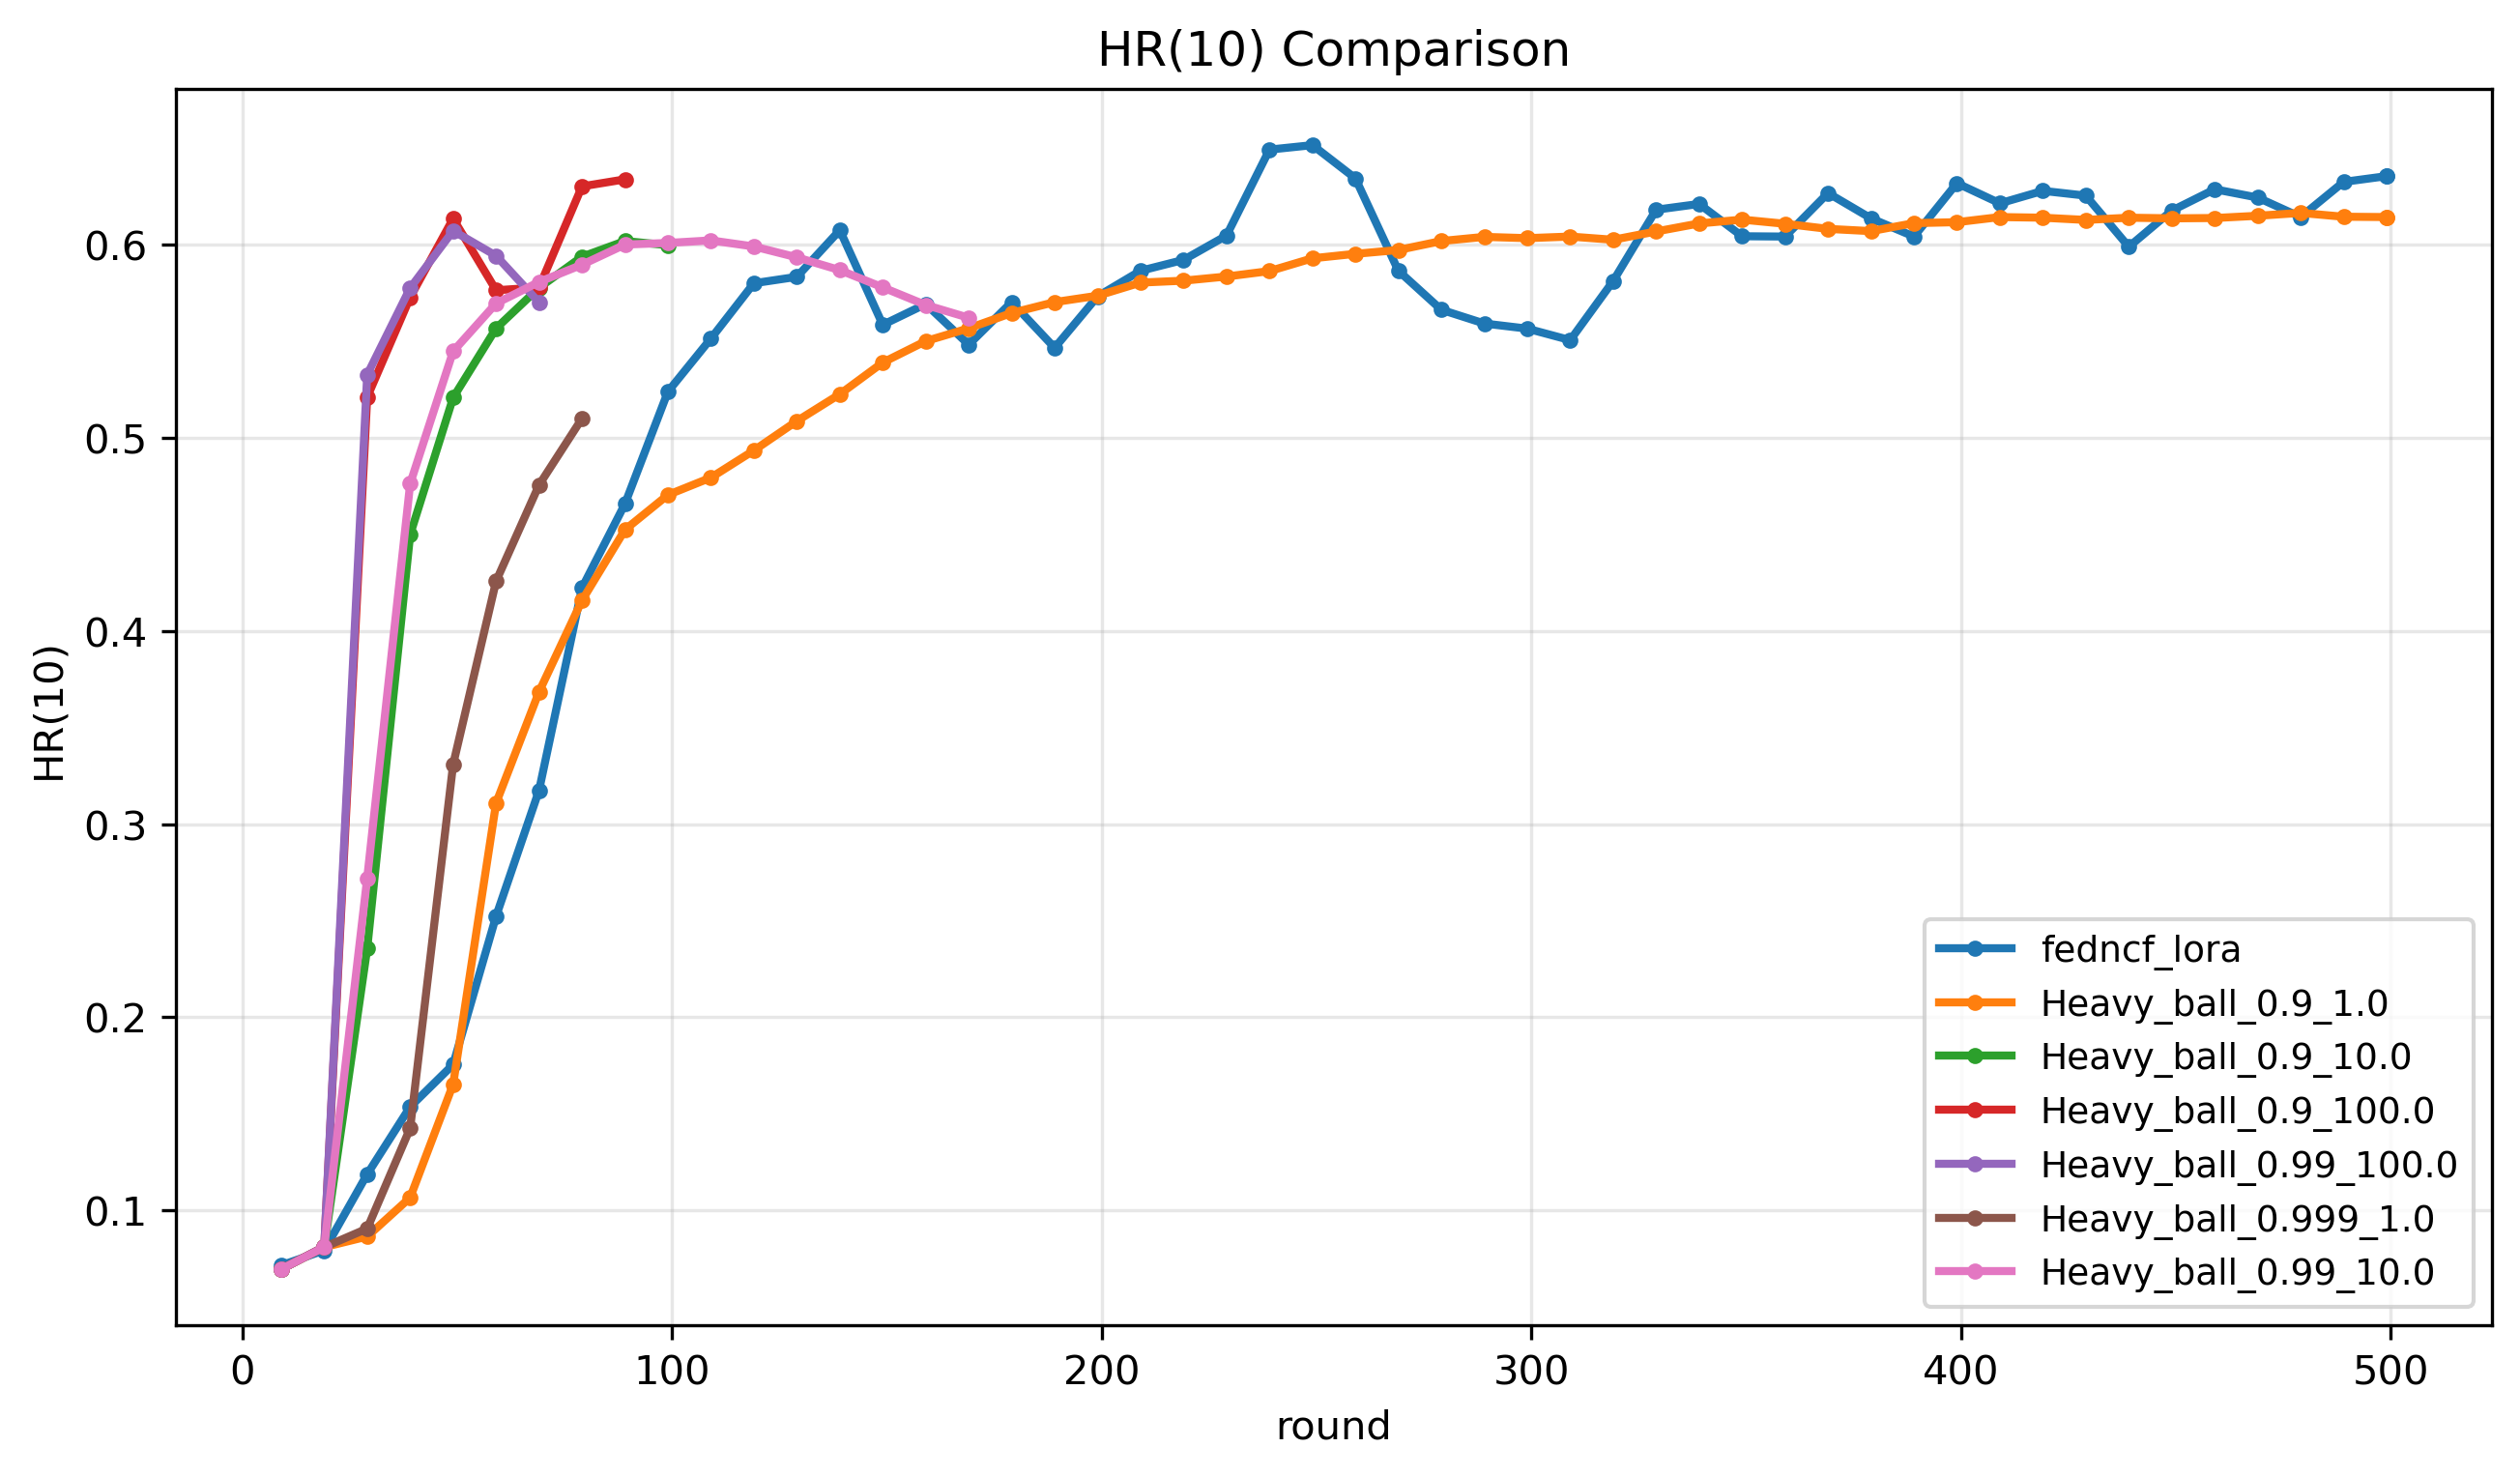 HR(10) Comparison
HR(10)
0.6
0.5
0.4
0.3
0.2
0.1
0 100 200 300 400 500
round
fedncf_lora
Heavy_ball_0.9_1.0
Heavy_ball_0.9_10.0
Heavy_ball_0.9_100.0
Heavy_ball_0.99_100.0
Heavy_ball_0.999_1.0
Heavy_ball_0.99_10.0